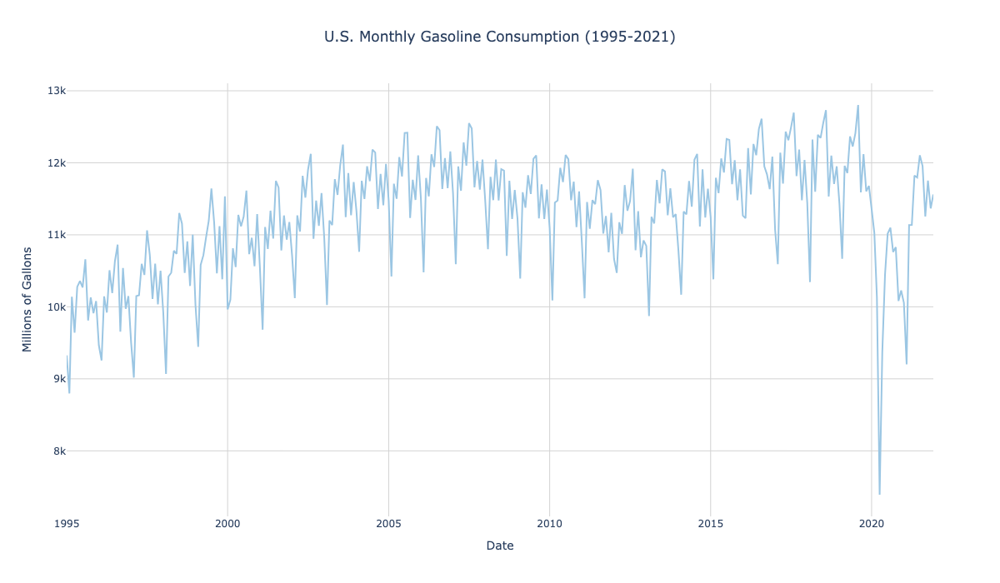 U.S. Monthly Gasoline Consumption (1995-2021)
Millions of Gallons
13k
12k
11k
10k
9k
8k
1995 2000 2005 2010 2015 2020
Date